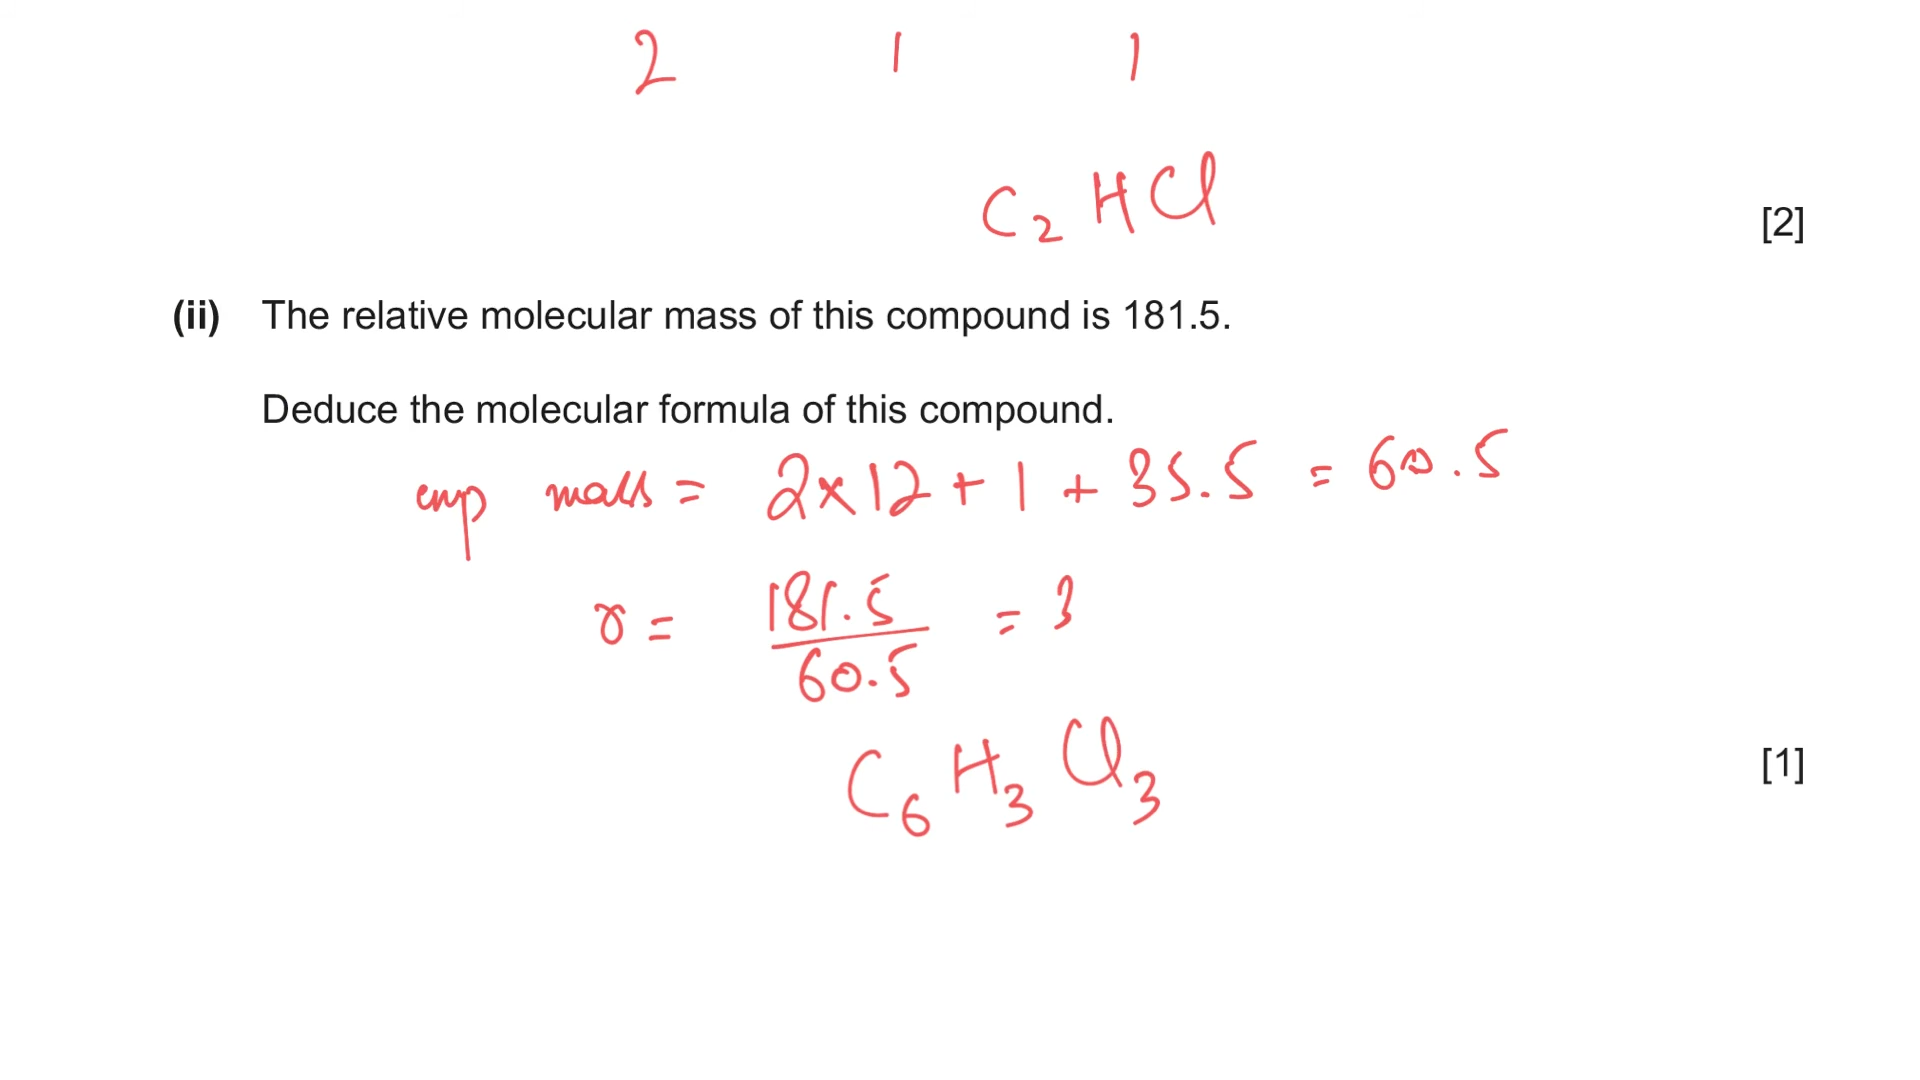 2 1 1
C₂HCl
[2]
(ii) The relative molecular mass of this compound is 181.5.
Deduce the molecular formula of this compound.
emp mass = 2×12 + 1 + 35.5 = 60.5
r = 181.5/60.5 = 3
C₆H₃Cl₃
[1]